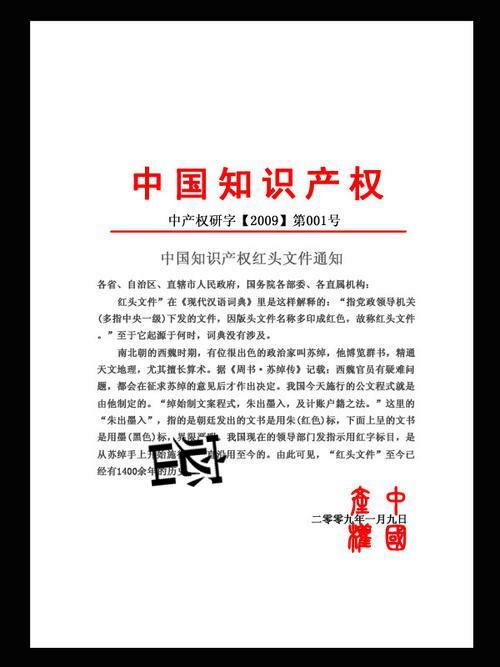 中国知识产权
中产权研字【2009】第001号
中国知识产权红头文件通知
各省、自治区、直辖市人民政府，国务院各部委、各直属机构：
红头文件”在《现代汉语词典》里是这样解释的：“指党政领导机关
(多指中央一级)下发的文件，因版头文件名称多印成红色，故称红头文件
。”至于它起源于何时，词典没有涉及。
南北朝的西魏时期，有位很出色的政治家叫苏绰，他博览群书，精通
天文地理，尤其擅长算术。据《周书·苏绰传》记载：西魏官员有疑难问
题，都会在征求苏绰的意见后才作出决定。我国今天施行的公文程式就是
由他制定的。“绰始制文案程式，朱出墨入，及计账户籍之法。”这里的
“朱出墨入”，指的是朝廷发出的文书是用朱(红色)标，下面上呈的文书
是用墨(黑色)标，界限严 我国现在的领导部门发指示用红字标目，是
从苏绰手上开始施 沿用至今的。由此可见，“红头文件”至今已
经有1400余年的历史
密
中國
產權
二零零九年一月九日